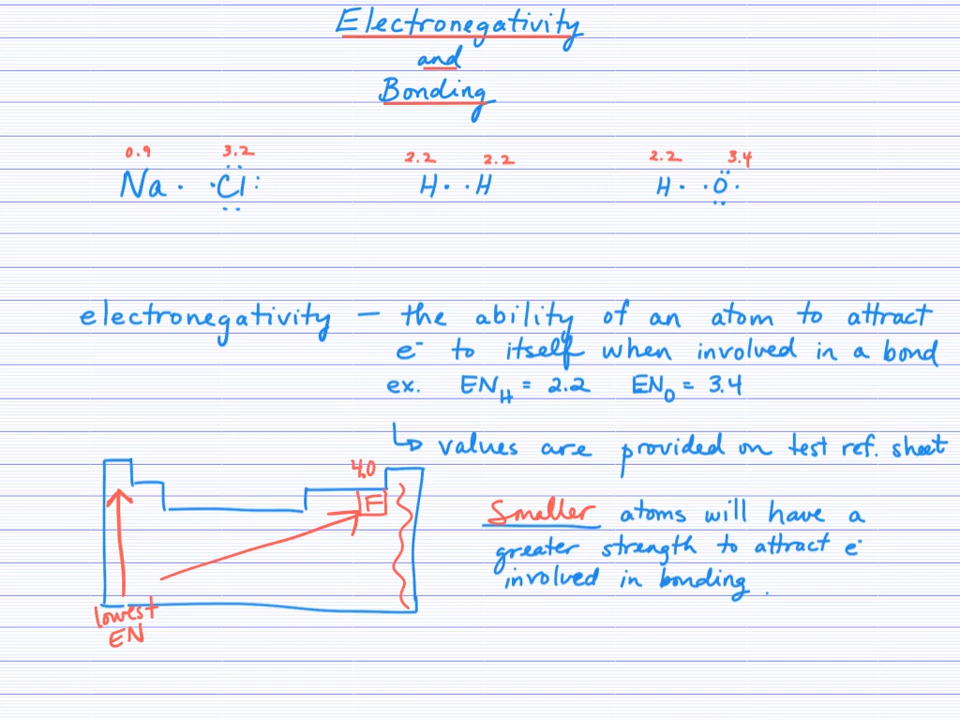 Electronegativity
and
Bonding
0.9 3.2 2.2 2.2 2.2 3.4
Na· ·Cl: H· ·H H· ·O·
electronegativity – the ability of an atom to attract
e⁻ to itself when involved in a bond
ex. EN_H = 2.2 EN_O = 3.4
↳ values are provided on test ref. sheet
4.0
F
Smaller atoms will have a
greater strength to attract e⁻
involved in bonding.
lowest
EN